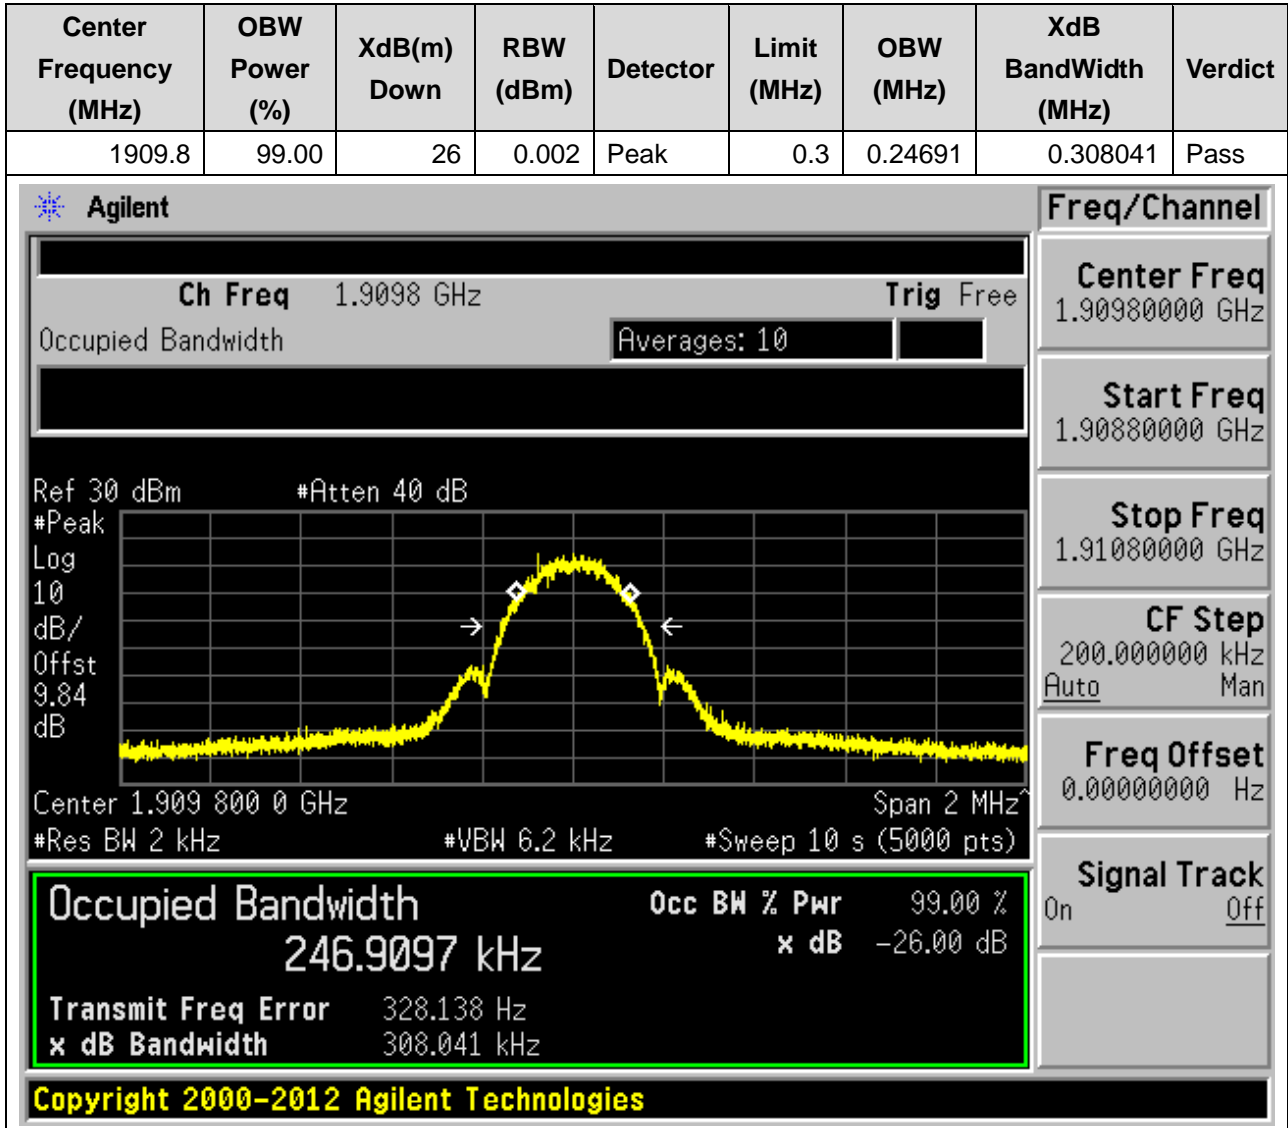 Center Frequency (MHz) OBW Power (%) XdB(m) Down RBW (dBm) Detector Limit (MHz) OBW (MHz) XdB BandWidth (MHz) Verdict
1909.8 99.00 26 0.002 Peak 0.3 0.24691 0.308041 Pass
Agilent Freq/Channel
Ch Freq 1.9098 GHz Trig Free
Occupied Bandwidth Averages: 10
Center Freq
1.90980000 GHz
Start Freq
1.90880000 GHz
Stop Freq
1.91080000 GHz
CF Step
200.000000 kHz
Auto Man
Freq Offset
0.00000000 Hz
Signal Track
On Off
Ref 30 dBm #Atten 40 dB
#Peak
Log
10
dB/
Offst
9.84
dB
Center 1.909 800 0 GHz Span 2 MHz^
#Res BW 2 kHz #VBW 6.2 kHz #Sweep 10 s (5000 pts)
Occupied Bandwidth Occ BW % Pwr 99.00 %
246.9097 kHz x dB -26.00 dB
Transmit Freq Error 328.138 Hz
x dB Bandwidth 308.041 kHz
Copyright 2000-2012 Agilent Technologies